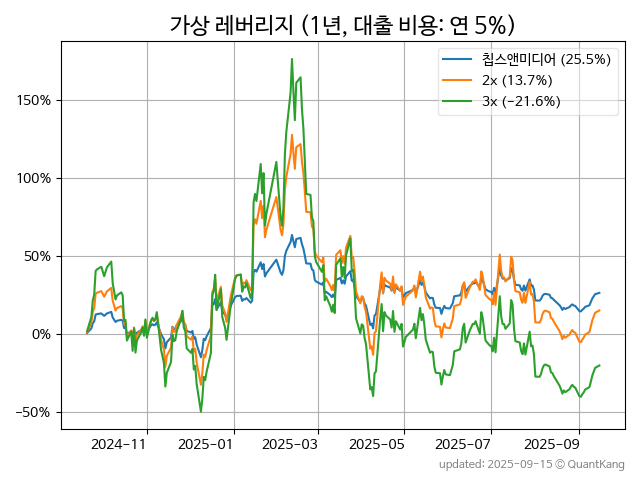 가상 레버리지 (1년, 대출 비용: 연 5%)
칩스앤미디어 (25.5%)
2x (13.7%)
3x (−21.6%)
150%
100%
50%
0%
−50%
2024−11 2025−01 2025−03 2025−05 2025−07 2025−09
updated: 2025-09-15 © QuantKang